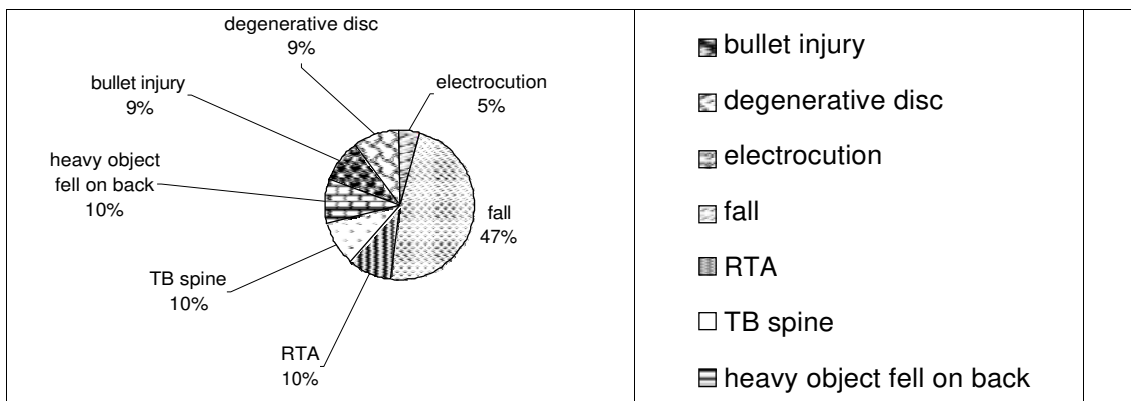 degenerative disc
9%
bullet injury
9%
electrocution
5%
heavy object
fell on back
10%
fall
47%
TB spine
10%
RTA
10%
bullet injury
degenerative disc
electrocution
fall
RTA
TB spine
heavy object fell on back